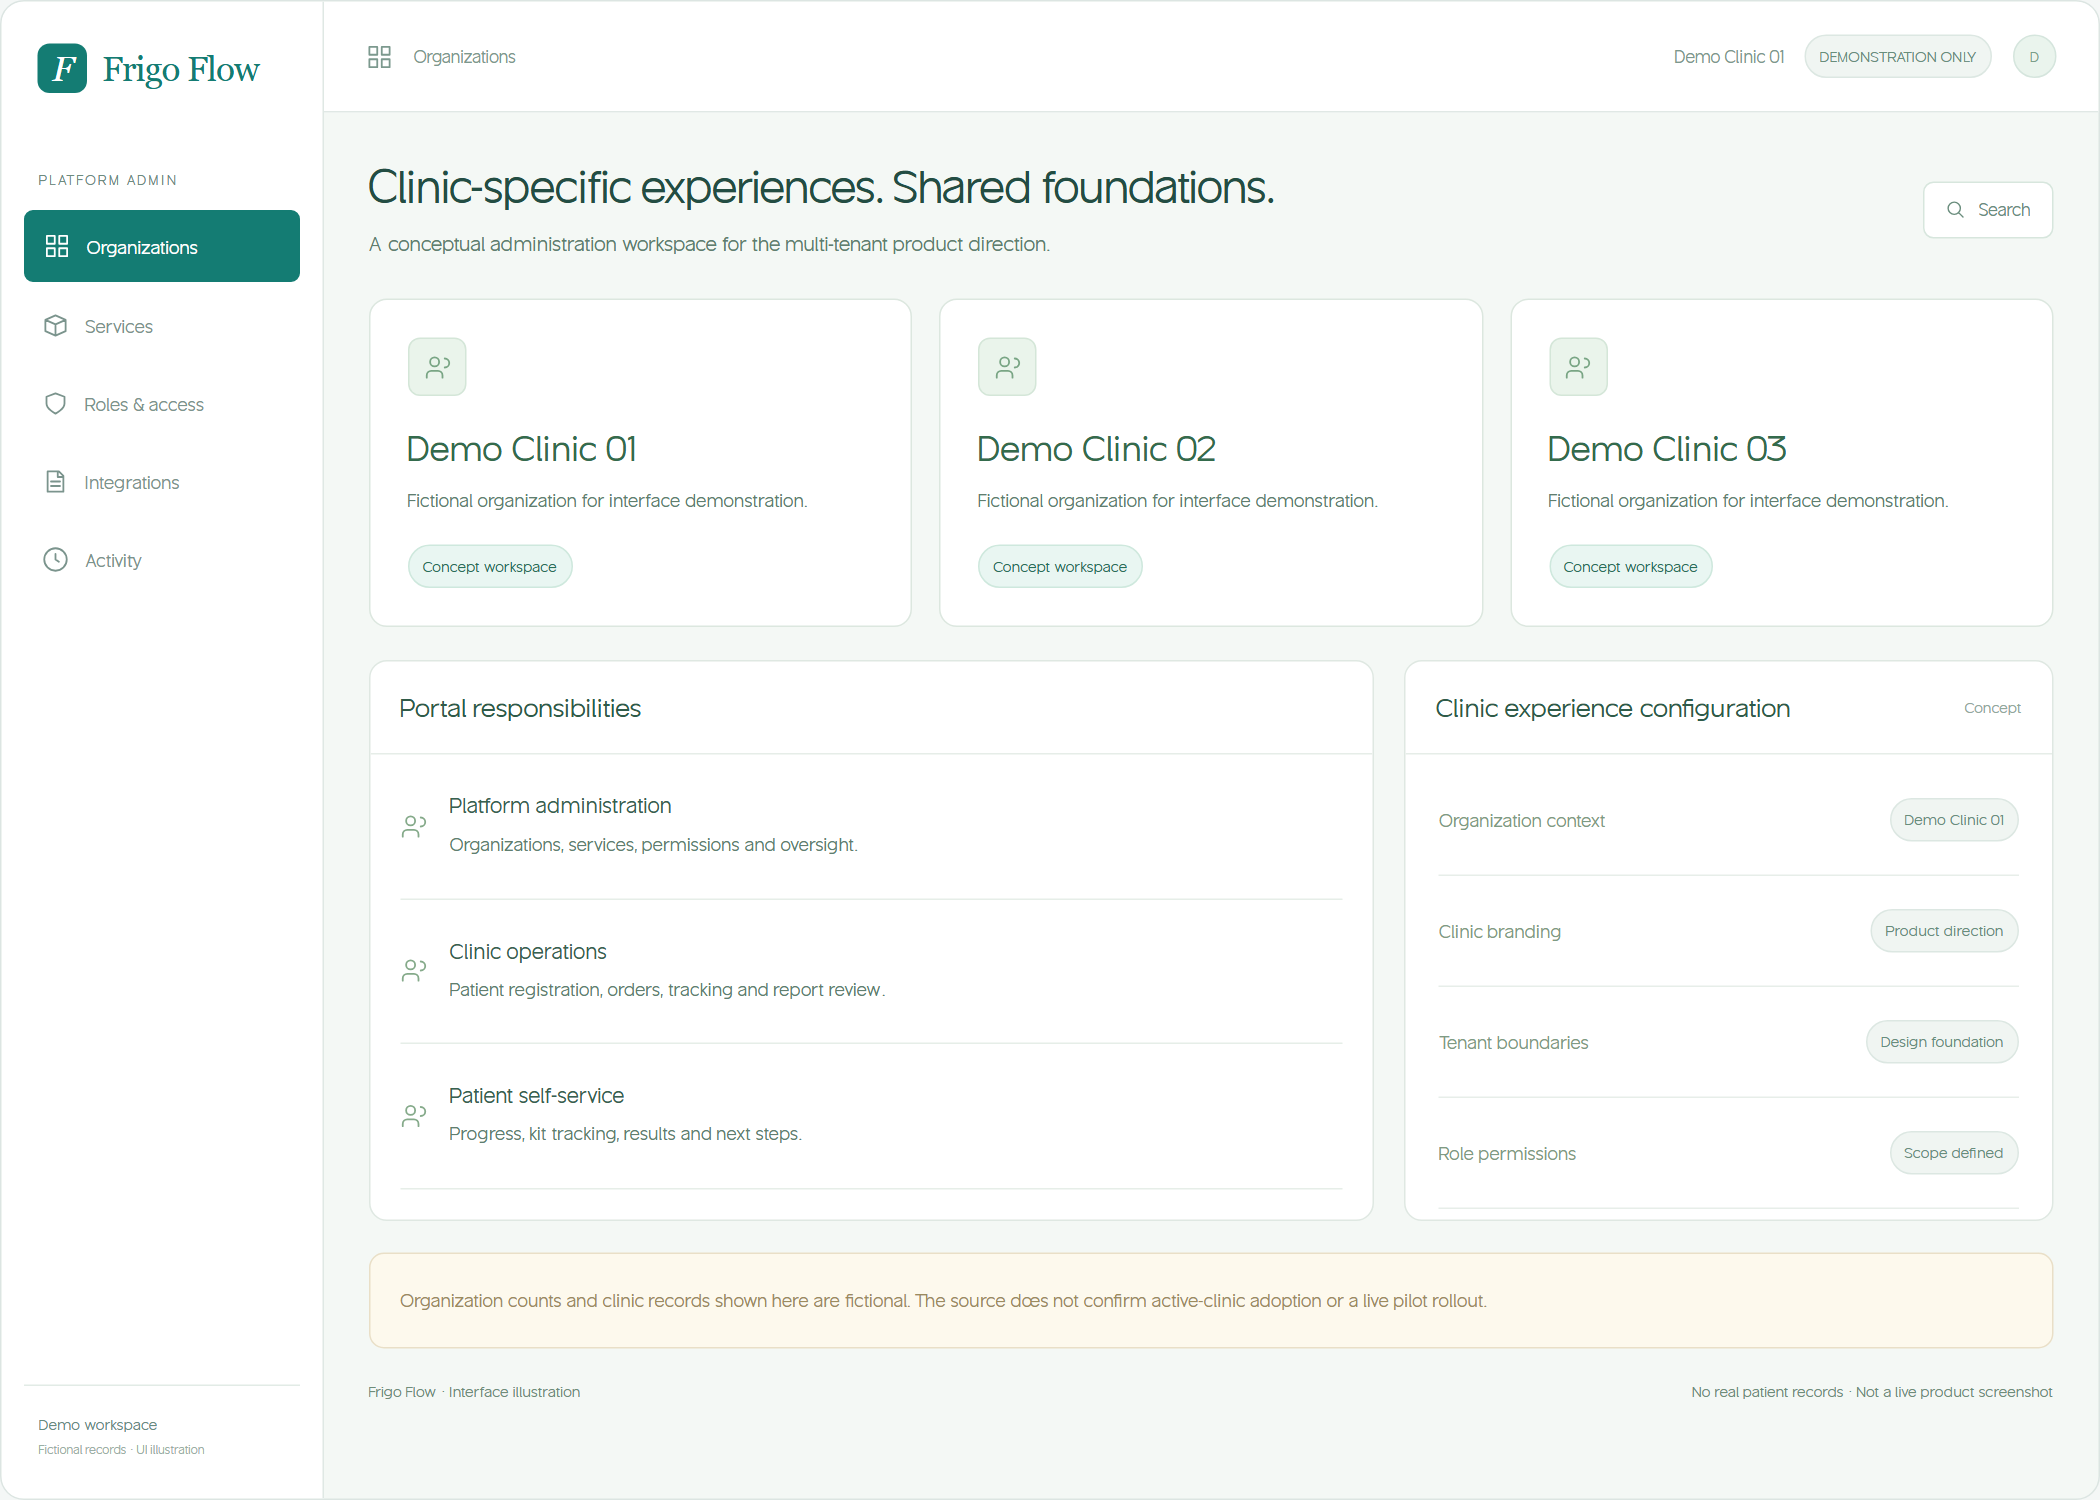 F Frigo Flow
PLATFORM ADMIN
Organizations
Services
Roles & access
Integrations
Activity
Demo workspace
Fictional records · UI illustration
Organizations
Demo Clinic 01
DEMONSTRATION ONLY
D
Clinic-specific experiences. Shared foundations.
A conceptual administration workspace for the multi-tenant product direction.
Search
Demo Clinic 01
Fictional organization for interface demonstration.
Concept workspace
Demo Clinic 02
Fictional organization for interface demonstration.
Concept workspace
Demo Clinic 03
Fictional organization for interface demonstration.
Concept workspace
Portal responsibilities
Platform administration
Organizations, services, permissions and oversight.
Clinic operations
Patient registration, orders, tracking and report review.
Patient self-service
Progress, kit tracking, results and next steps.
Clinic experience configuration
Concept
Organization context
Demo Clinic 01
Clinic branding
Product direction
Tenant boundaries
Design foundation
Role permissions
Scope defined
Organization counts and clinic records shown here are fictional. The source does not confirm active-clinic adoption or a live pilot rollout.
Frigo Flow · Interface illustration
No real patient records · Not a live product screenshot